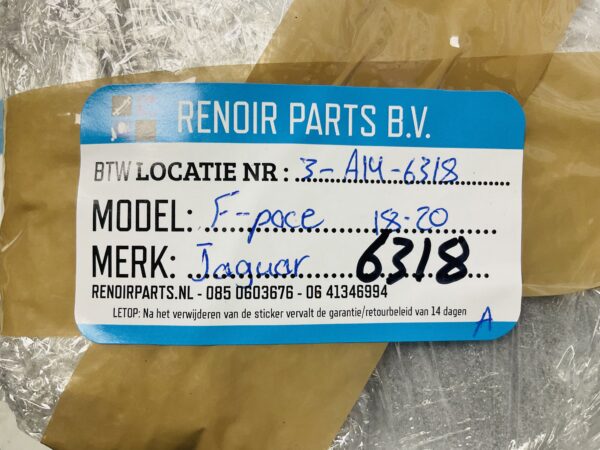 RENOIR PARTS B.V.
BTW LOCATIE NR : 3-A14-6318
MODEL: F-pace 18-20
MERK: Jaguar 6318
RENOIRPARTS.NL - 085 0603676 - 06 41346994
LETOP: Na het verwijderen van de sticker vervalt de garantie/retourbeleid van 14 dagen
A